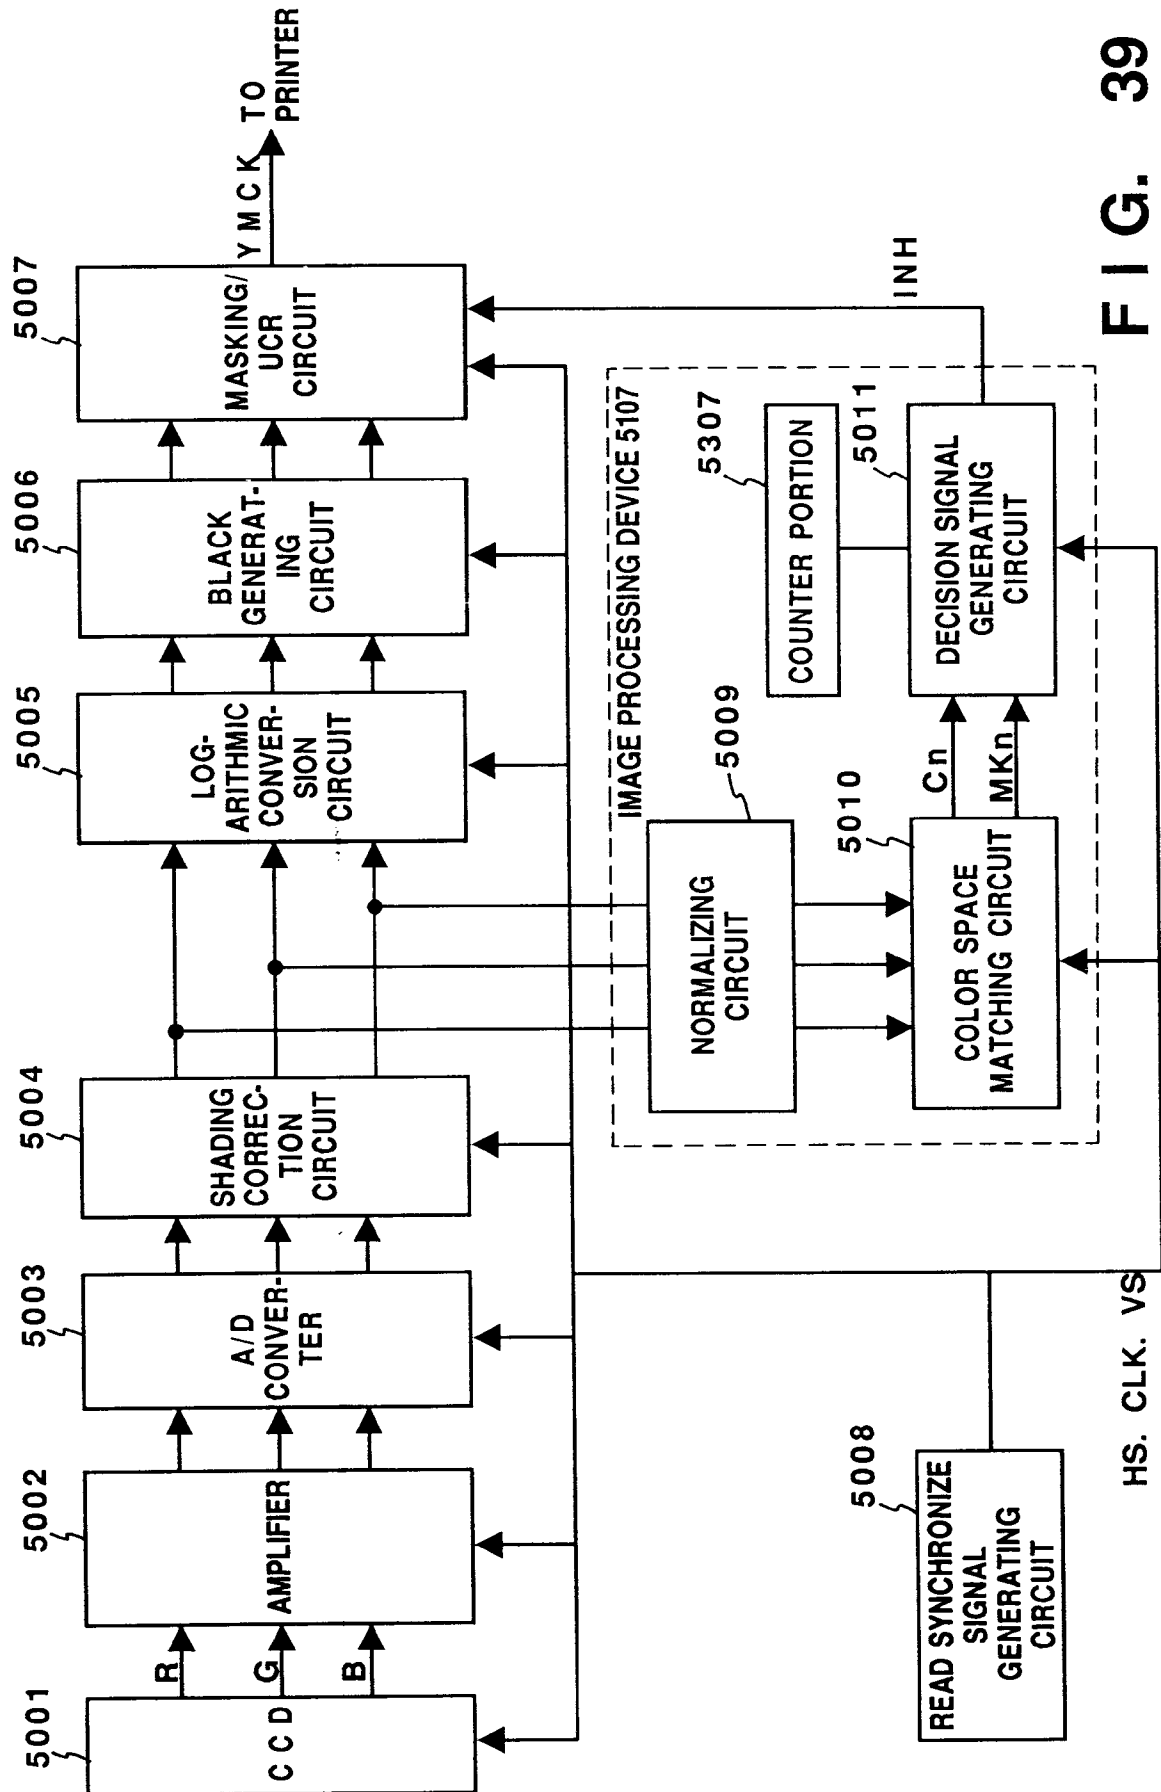 5001
C C D
R
G
B
5002
AMPLIFIER
5003
A/D
CONVER-
TER
5004
SHADING
CORREC-
TION
CIRCUIT
5005
LOG-
ARITHMIC
CONVER-
SION
CIRCUIT
5006
BLACK
GENERAT-
ING
CIRCUIT
5007
MASKING/
UCR
CIRCUIT
Y M C K
TO
PRINTER
IMAGE PROCESSING DEVICE 5107
5009
NORMALIZING
CIRCUIT
5307
COUNTER PORTION
5010
COLOR SPACE
MATCHING CIRCUIT
Cn
MKn
5011
DECISION SIGNAL
GENERATING
CIRCUIT
INH
5008
READ SYNCHRONIZE
SIGNAL
GENERATING
CIRCUIT
HS. CLK. VS
F I G. 39